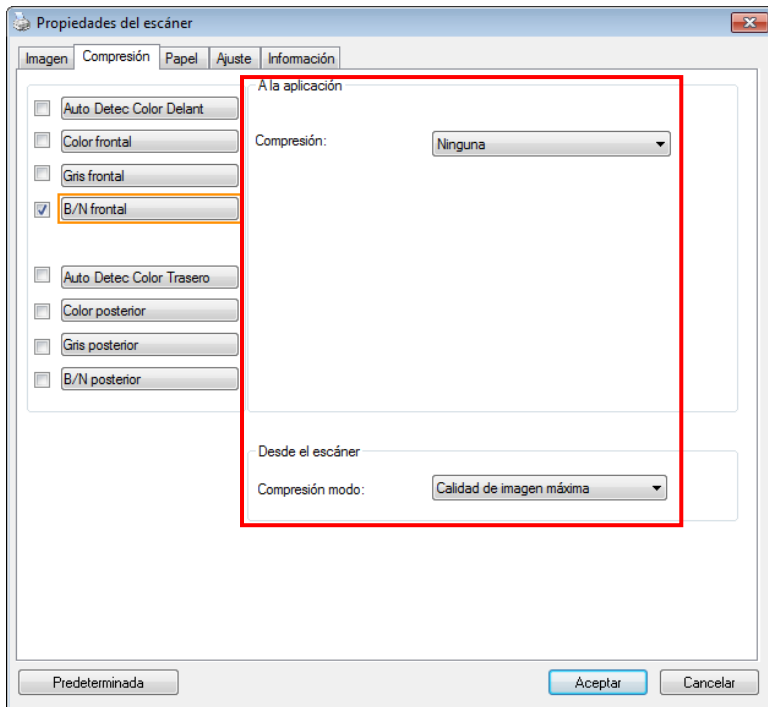 Propiedades del escáner
Imagen Compresión Papel Ajuste Información
Auto Detec Color Delant
Color frontal
Gris frontal
B/N frontal
Auto Detec Color Trasero
Color posterior
Gris posterior
B/N posterior
A la aplicación
Compresión: Ninguna
Desde el escáner
Compresión modo: Calidad de imagen máxima
Predeterminada Aceptar Cancelar